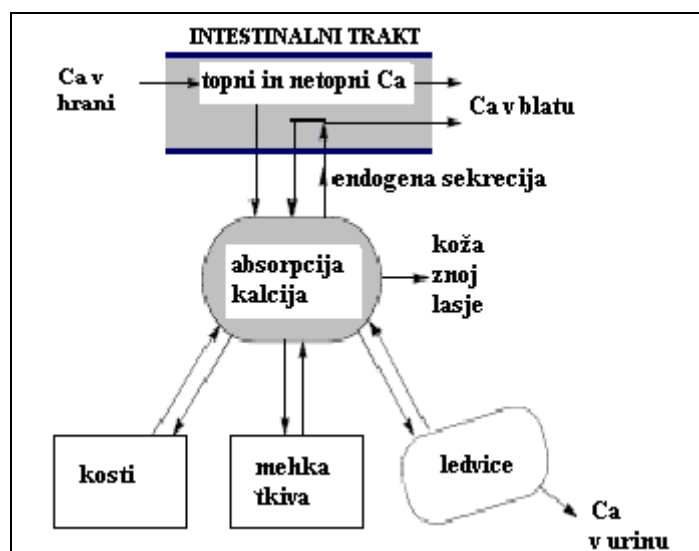 INTESTINALNI TRAKT
Ca v
hrani
topni in netopni Ca
Ca v blatu
endogena sekrecija
absorpcija
kalcija
koža
znoj
lasje
kosti
mehka
tkiva
ledvice
Ca
v urinu